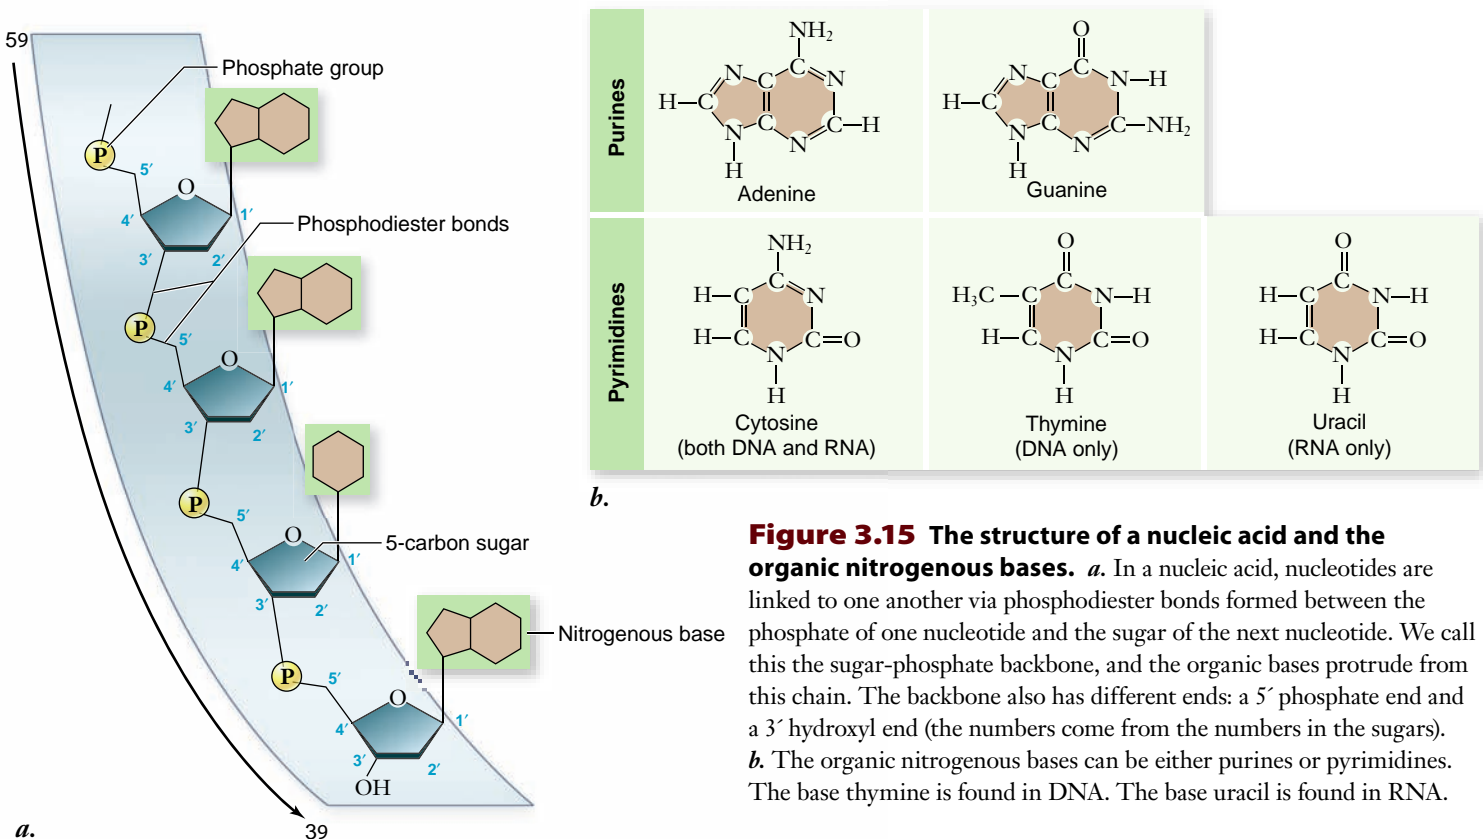 59
Phosphate group
P
5′
O
4′
1′
3′
2′
Phosphodiester bonds
P
5′
O
4′
1′
3′
2′
P
5′
O
4′
1′
3′
2′
5-carbon sugar
Nitrogenous base
P
5′
O
4′
1′
3′
2′
OH
39
a.
Purines
NH₂
N C C N
H–C C C–H
N N
H
Adenine
O
N C C N–H
H–C C C–NH₂
N N
H
Guanine
Pyrimidines
NH₂
C
H–C N
H–C C=O
N
H
Cytosine
(both DNA and RNA)
O
C
H₃C–C N–H
H–C C=O
N
H
Thymine
(DNA only)
O
C
H–C N–H
H–C C=O
N
H
Uracil
(RNA only)
b.
Figure 3.15 The structure of a nucleic acid and the
organic nitrogenous bases. a. In a nucleic acid, nucleotides are
linked to one another via phosphodiester bonds formed between the
phosphate of one nucleotide and the sugar of the next nucleotide. We call
this the sugar-phosphate backbone, and the organic bases protrude from
this chain. The backbone also has different ends: a 5´ phosphate end and
a 3´ hydroxyl end (the numbers come from the numbers in the sugars).
b. The organic nitrogenous bases can be either purines or pyrimidines.
The base thymine is found in DNA. The base uracil is found in RNA.